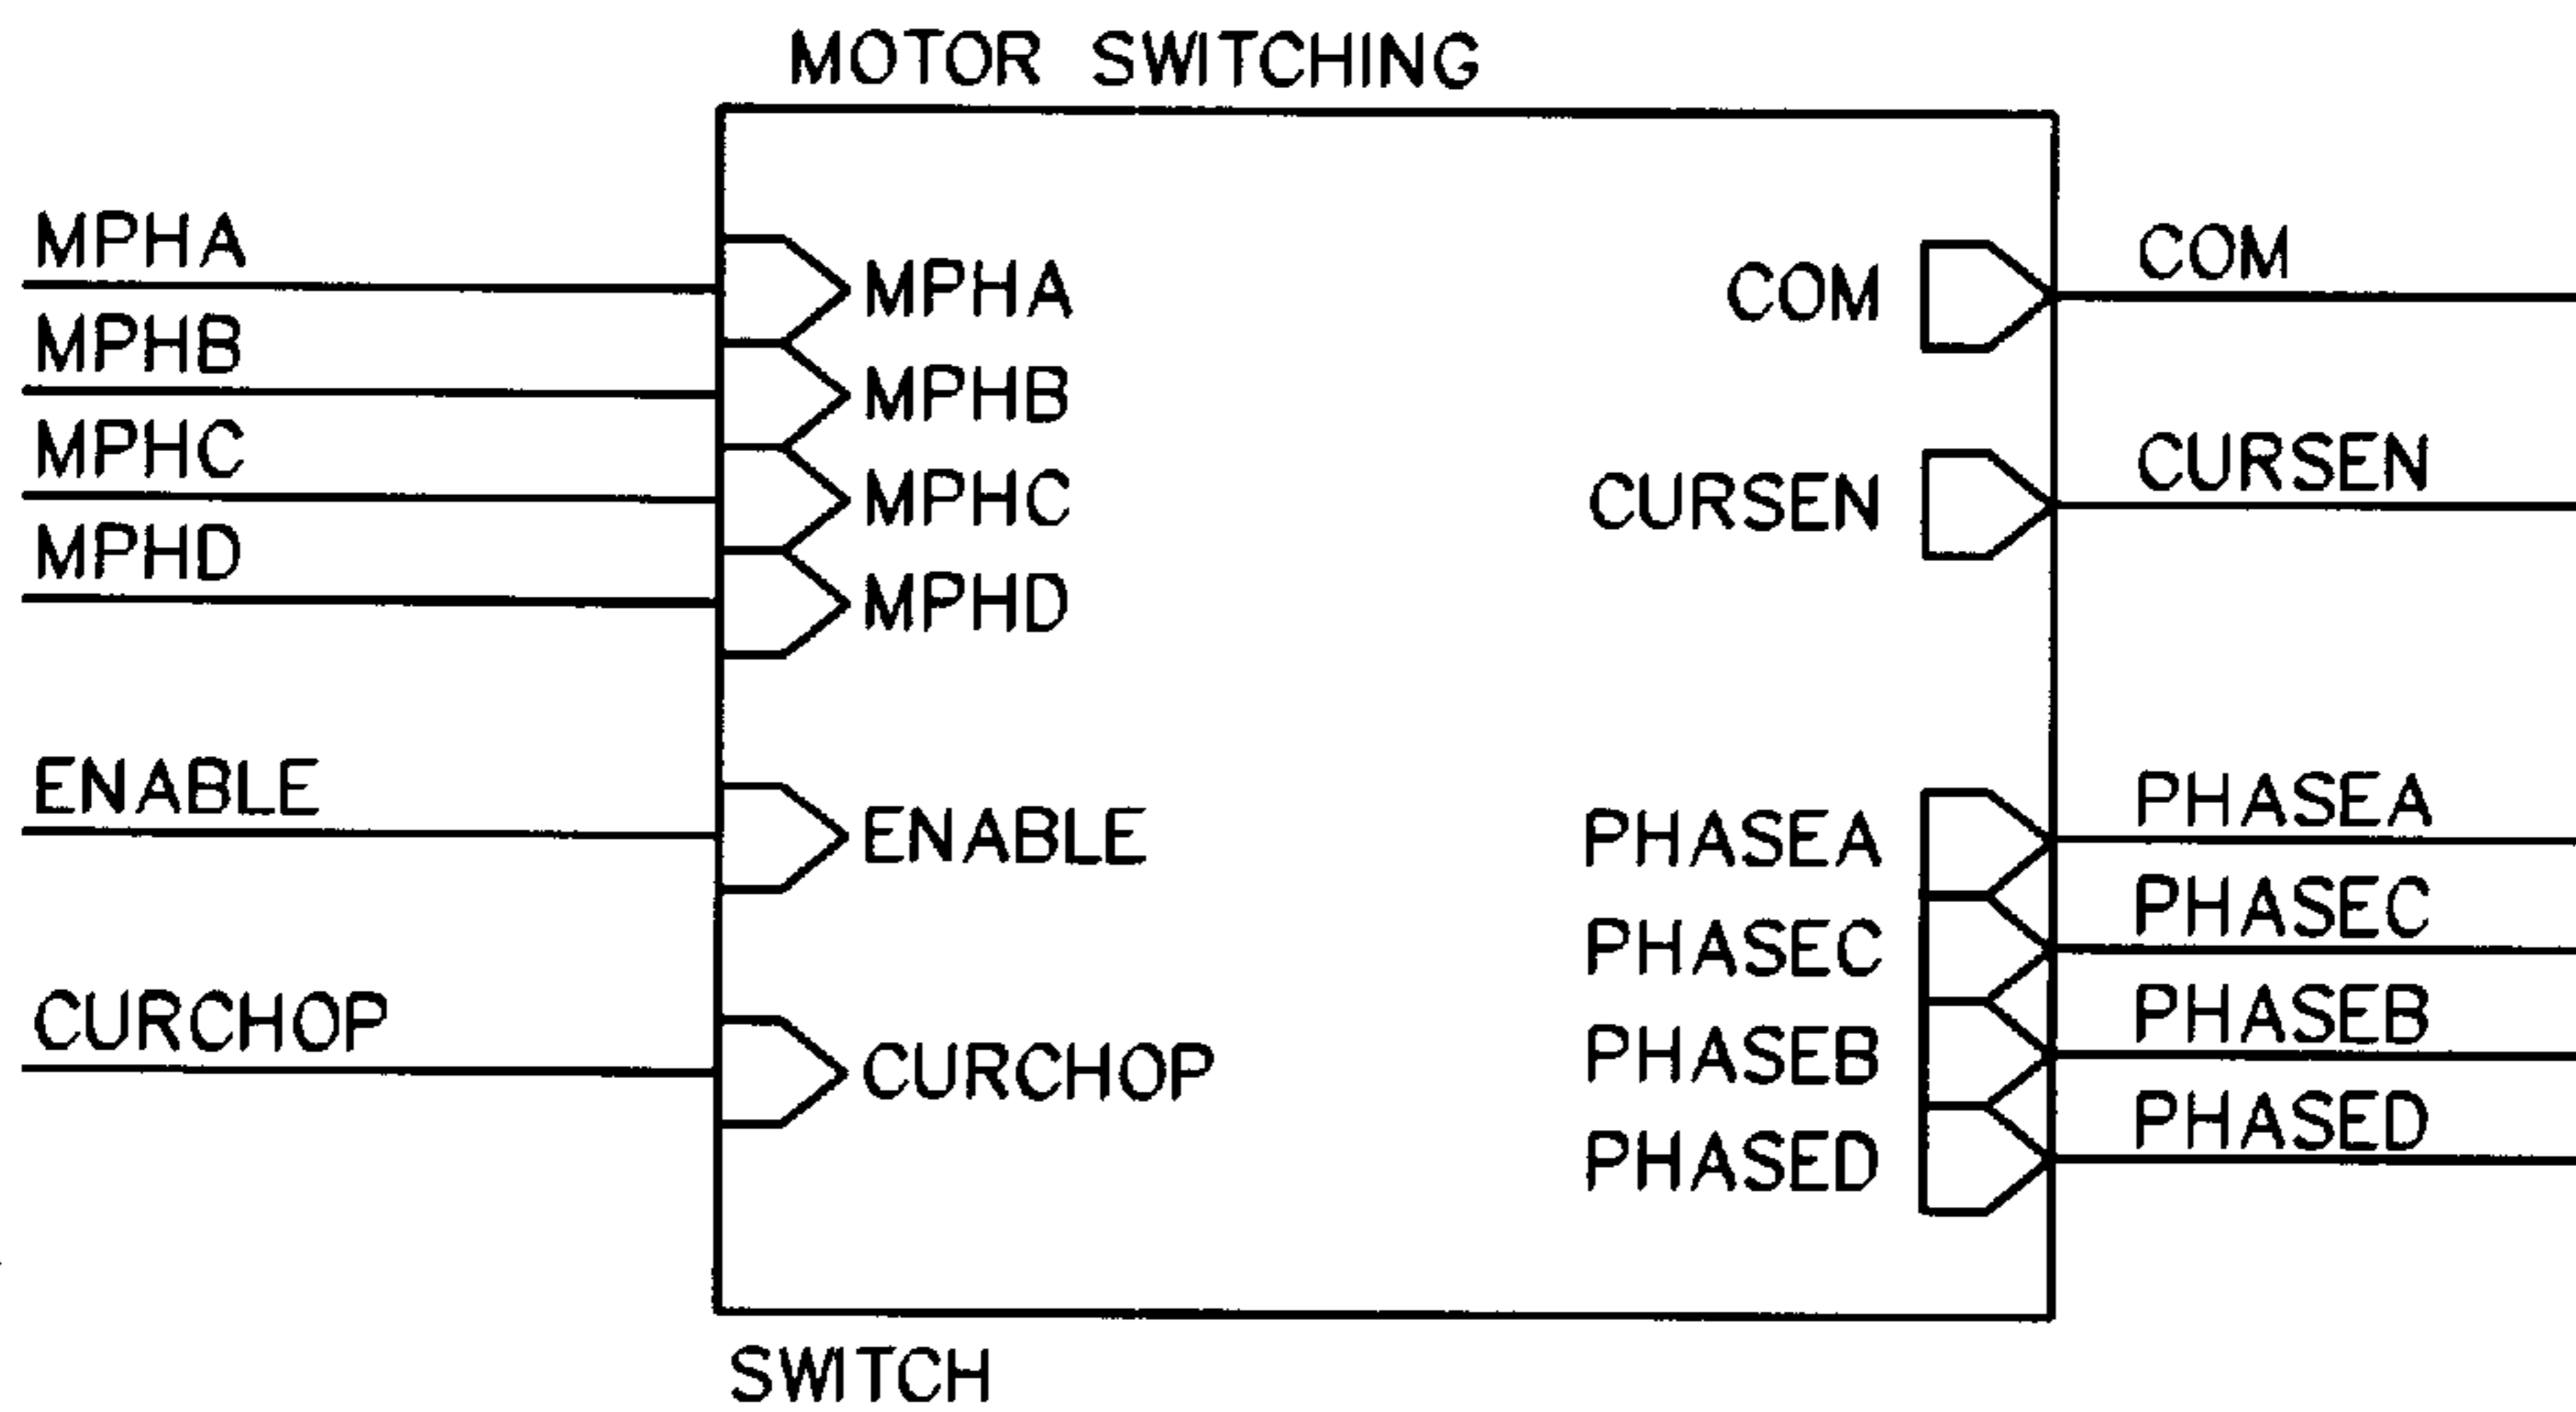 MOTOR SWITCHING
MPHA
MPHB
MPHC
MPHD
ENABLE
CURCHOP
MPHA
MPHB
MPHC
MPHD
ENABLE
CURCHOP
COM
CURSEN
PHASEA
PHASEC
PHASEB
PHASED
COM
CURSEN
PHASEA
PHASEC
PHASEB
PHASED
SWITCH